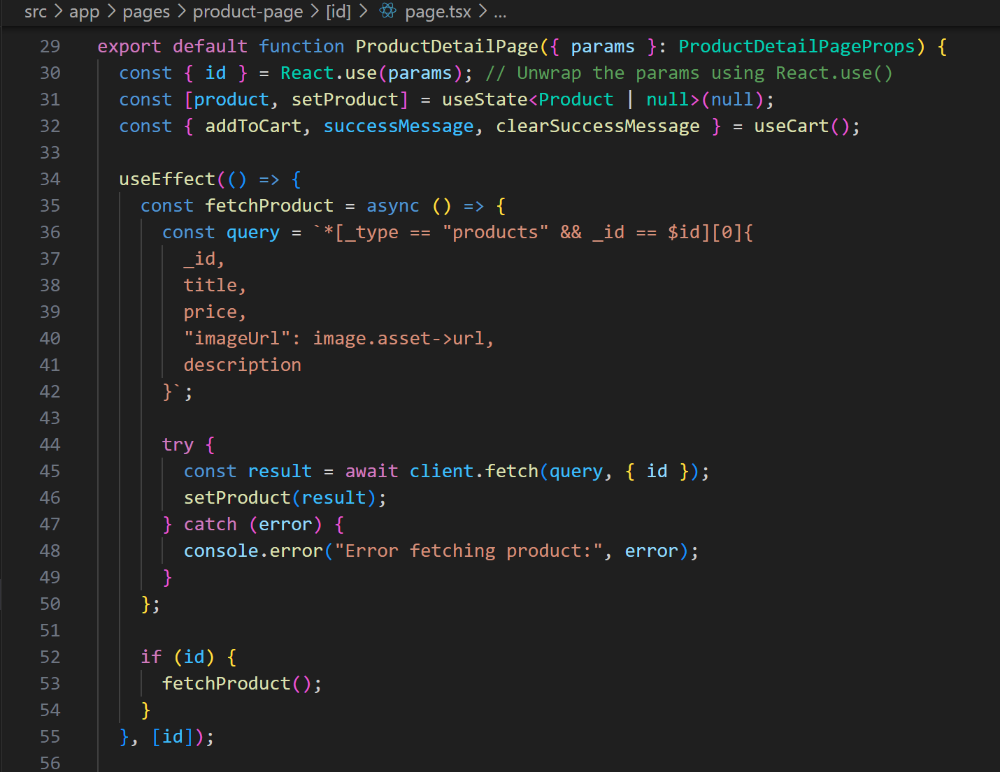 src > app > pages > product-page > [id] > page.tsx > ...
29 export default function ProductDetailPage({ params }: ProductDetailPageProps) {
30 const { id } = React.use(params); // Unwrap the params using React.use()
31 const [product, setProduct] = useState<Product | null>(null);
32 const { addToCart, successMessage, clearSuccessMessage } = useCart();
33
34 useEffect(() => {
35 const fetchProduct = async () => {
36 const query = `*[_type == "products" && _id == $id][0]{
37 _id,
38 title,
39 price,
40 "imageUrl": image.asset->url,
41 description
42 }`;
43
44 try {
45 const result = await client.fetch(query, { id });
46 setProduct(result);
47 } catch (error) {
48 console.error("Error fetching product:", error);
49 }
50 };
51
52 if (id) {
53 fetchProduct();
54 }
55 }, [id]);
56